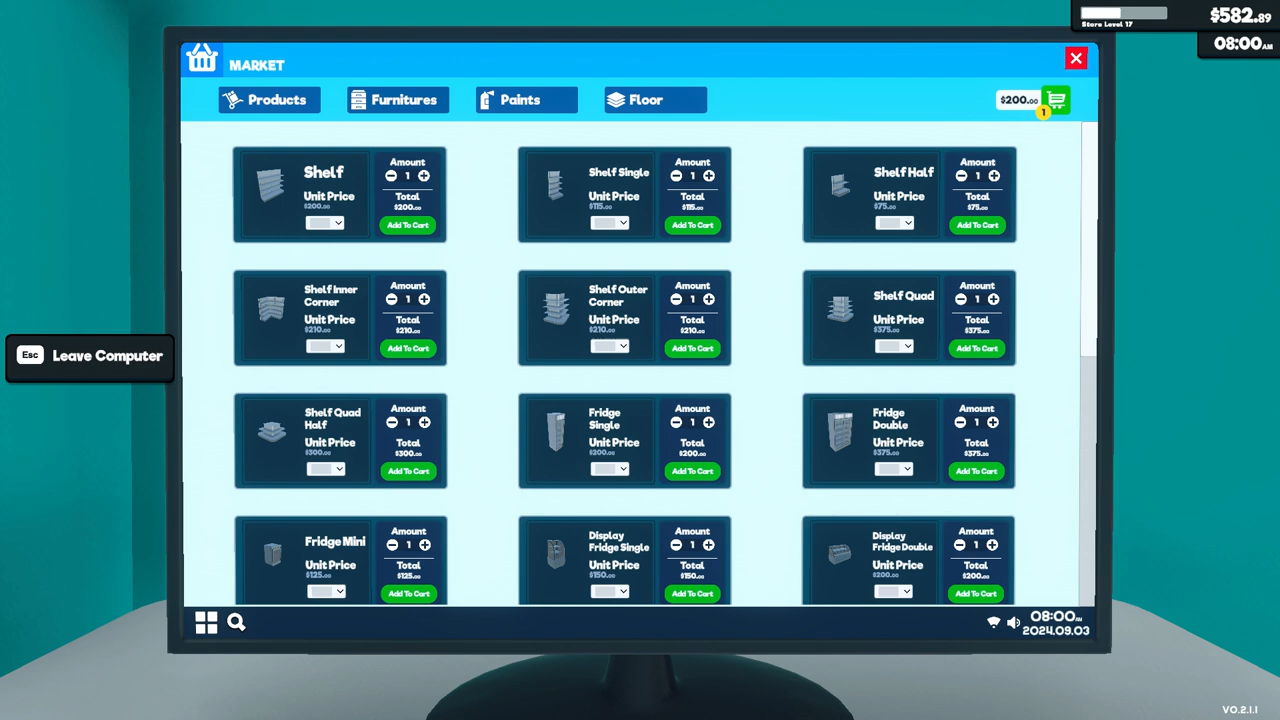 Store Level 17
$582.89
08:00AM
MARKET
Products
Furnitures
Paints
Floor
$200.00
1
Shelf
Unit Price
$200.00
Amount
1
Total
$200.00
Add To Cart
Shelf Single
Unit Price
$115.00
Amount
1
Total
$115.00
Add To Cart
Shelf Half
Unit Price
$75.00
Amount
1
Total
$75.00
Add To Cart
Shelf Inner
Corner
Unit Price
$210.00
Amount
1
Total
$210.00
Add To Cart
Shelf Outer
Corner
Unit Price
$210.00
Amount
1
Total
$210.00
Add To Cart
Shelf Quad
Unit Price
$375.00
Amount
1
Total
$375.00
Add To Cart
Esc Leave Computer
Shelf Quad
Half
Unit Price
$300.00
Amount
1
Total
$300.00
Add To Cart
Fridge
Single
Unit Price
$200.00
Amount
1
Total
$200.00
Add To Cart
Fridge
Double
Unit Price
$375.00
Amount
1
Total
$375.00
Add To Cart
Fridge Mini
Unit Price
$125.00
Amount
1
Total
$125.00
Add To Cart
Display
Fridge Single
Unit Price
$150.00
Amount
1
Total
$150.00
Add To Cart
Display
Fridge Double
Unit Price
$200.00
Amount
1
Total
$200.00
Add To Cart
08:00AM
2024.09.03
V0.2.1.1